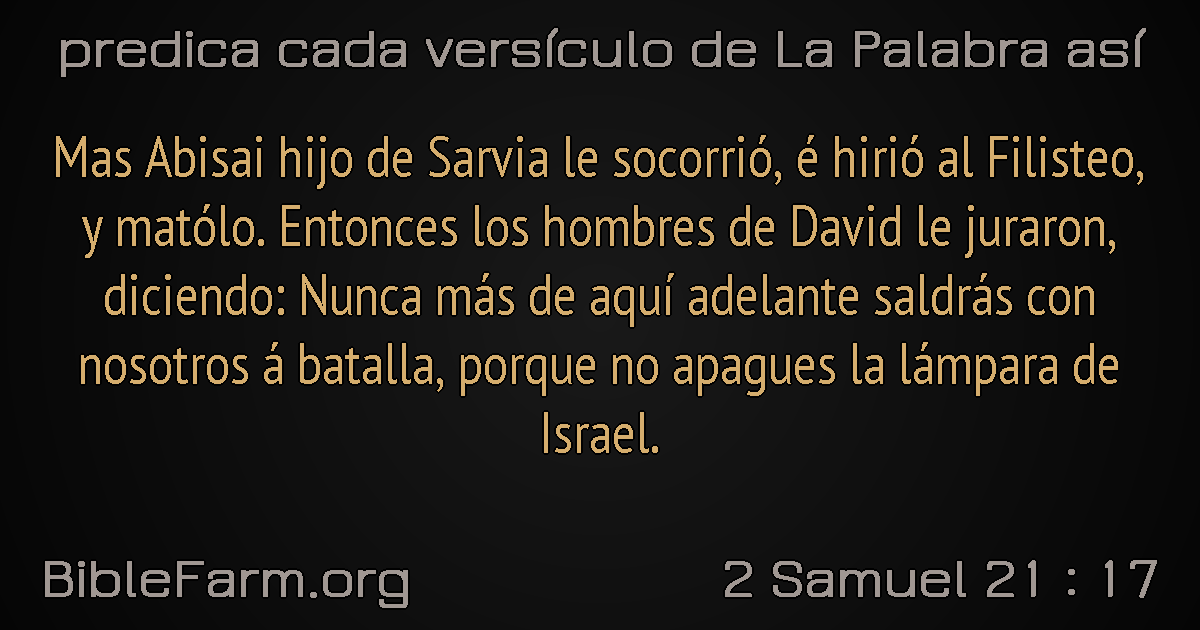 predica cada versículo de La Palabra así
Mas Abisai hijo de Sarvia le socorrió, é hirió al Filisteo,
y matólo. Entonces los hombres de David le juraron,
diciendo: Nunca más de aquí adelante saldrás con
nosotros á batalla, porque no apagues la lámpara de
Israel.
BibleFarm.org
2 Samuel 21 : 17